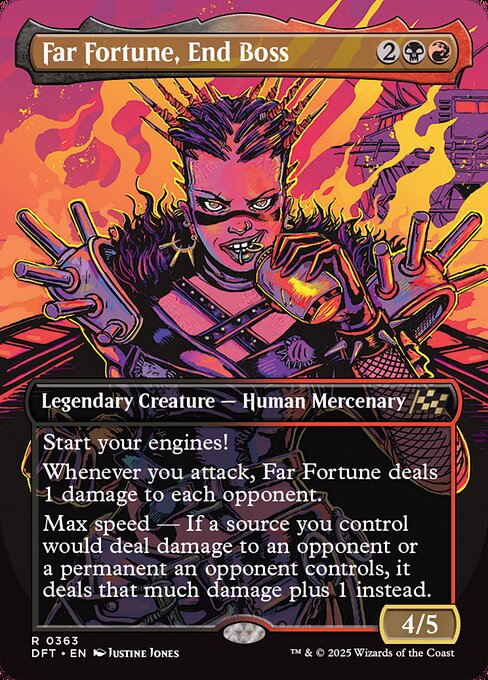 Far Fortune, End Boss 2
Legendary Creature — Human Mercenary
Start your engines!
Whenever you attack, Far Fortune deals
1 damage to each opponent.
Max speed — If a source you control
would deal damage to an opponent or
a permanent an opponent controls, it
deals that much damage plus 1 instead.
4/5
R 0363
DFT • EN Justine Jones
™ & © 2025 Wizards of the Coast